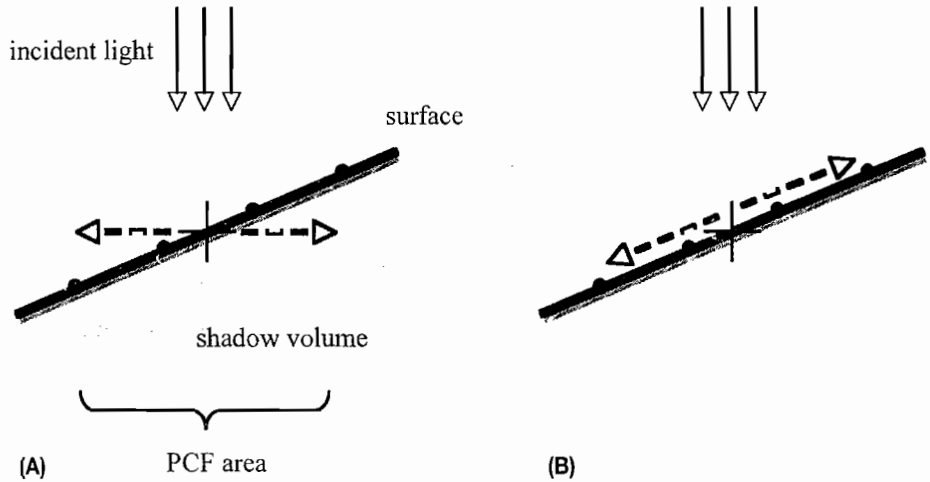 incident light
surface
shadow volume
PCF area
(A)
(B)